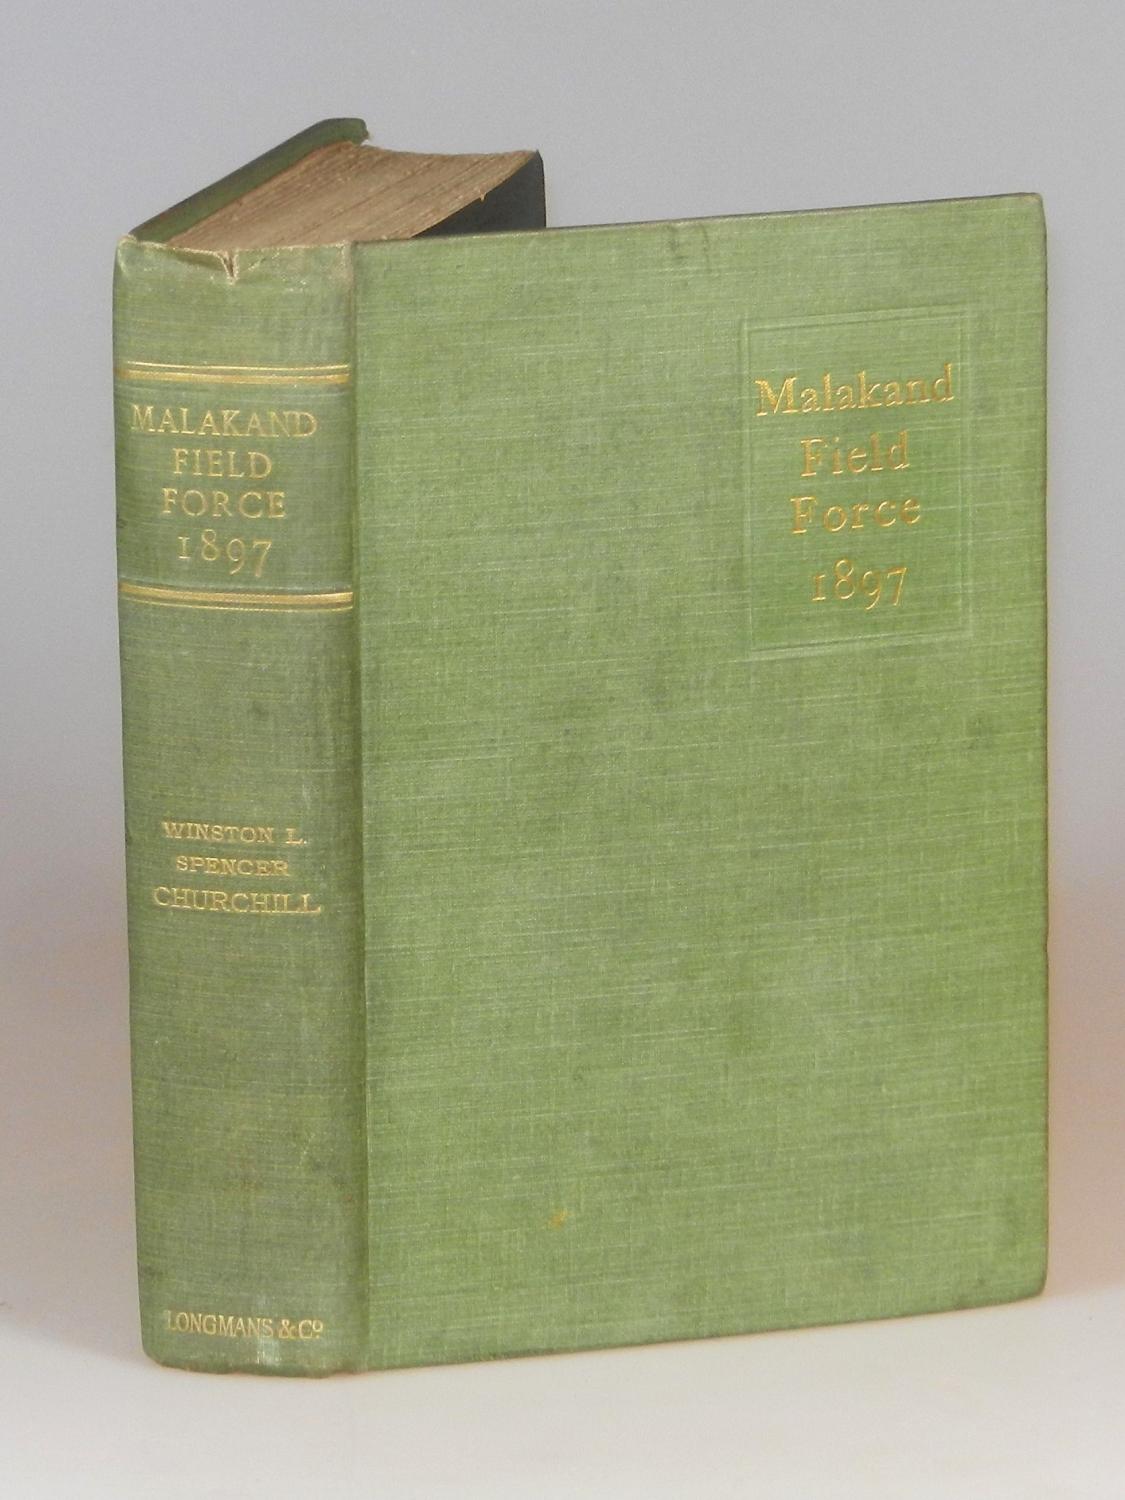 MALAKAND
FIELD
FORCE
1897
WINSTON L.
SPENCER
CHURCHILL
LONGMANS & Cº
Malakand
Field
Force
1897